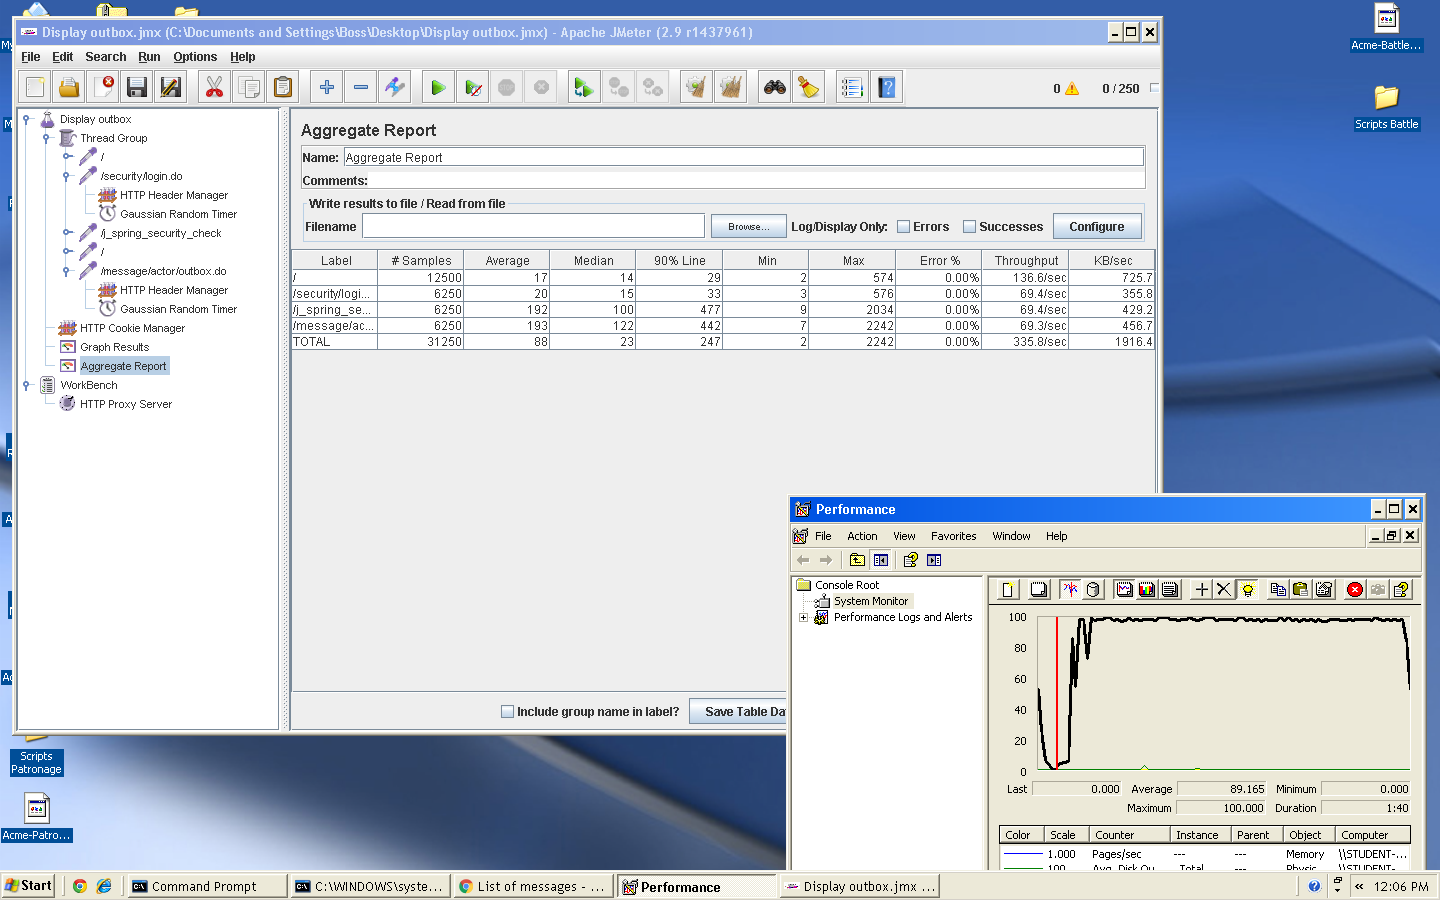 Display outbox.jmx (C:\Documents and Settings\Boss\Desktop\Display outbox.jmx) - Apache JMeter (2.9 r1437961)
File Edit Search Run Options Help
0 0 / 250
Display outbox
Thread Group
/
/security/login.do
HTTP Header Manager
Gaussian Random Timer
/j_spring_security_check
/
/message/actor/outbox.do
HTTP Header Manager
Gaussian Random Timer
HTTP Cookie Manager
Graph Results
Aggregate Report
WorkBench
HTTP Proxy Server
Aggregate Report
Name: Aggregate Report
Comments:
Write results to file / Read from file
Filename Browse... Log/Display Only: Errors Successes Configure
Label # Samples Average Median 90% Line Min Max Error % Throughput KB/sec
/ 12500 17 14 29 2 574 0.00% 136.6/sec 725.7
/security/logi... 6250 20 15 33 3 576 0.00% 69.4/sec 355.8
/j_spring_se... 6250 192 100 477 9 2034 0.00% 69.4/sec 429.2
/message/ac... 6250 193 122 442 7 2242 0.00% 69.3/sec 456.7
TOTAL 31250 88 23 247 2 2242 0.00% 335.8/sec 1916.4
Include group name in label? Save Table Da
Performance
File Action View Favorites Window Help
Console Root
System Monitor
Performance Logs and Alerts
100
80
60
40
20
0
Last 0.000 Average 89.165 Minimum 0.000
Maximum 100.000 Duration 1:40
Color Scale Counter Instance Parent Object Computer
1.000 Pages/sec --- --- Memory \\STUDENT-...
100 Avg. Disk Qu... _Total --- Physic... \\STUDENT-...
Acme-Battle...
Scripts Battle
Scripts
Patronage
Acme-Patro...
Start Command Prompt C:\WINDOWS\syste... List of messages - ... Performance Display outbox.jmx ... « 12:06 PM